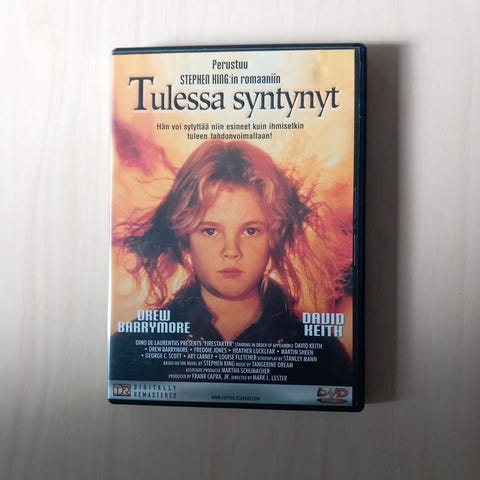 Perustuu
STEPHEN KING:in romaaniin
Tulessa syntynyt
Hän voi sytyttää niin esineet kuin ihmisetkin
tuleen tahdonvoimallaan!
DREW
BARRYMORE
DAVID
KEITH
DINO DE LAURENTIIS PRESENTS "FIRESTARTER" STARRING IN ORDER OF APPEARANCE DAVID KEITH
• DREW BARRYMORE • FREDDIE JONES • HEATHER LOCKLEAR • MARTIN SHEEN
• GEORGE C. SCOTT • ART CARNEY • LOUISE FLETCHER SCREENPLAY BY STANLEY MANN
BASED ON THE NOVEL BY STEPHEN KING MUSIC BY TANGERINE DREAM
ASSOCIATE PRODUCER MARTHA SCHUMACHER
PRODUCED BY FRANK CAPRA, JR. DIRECTED BY MARK L. LESTER
DR DIGITALLY
REMASTERED
DVD